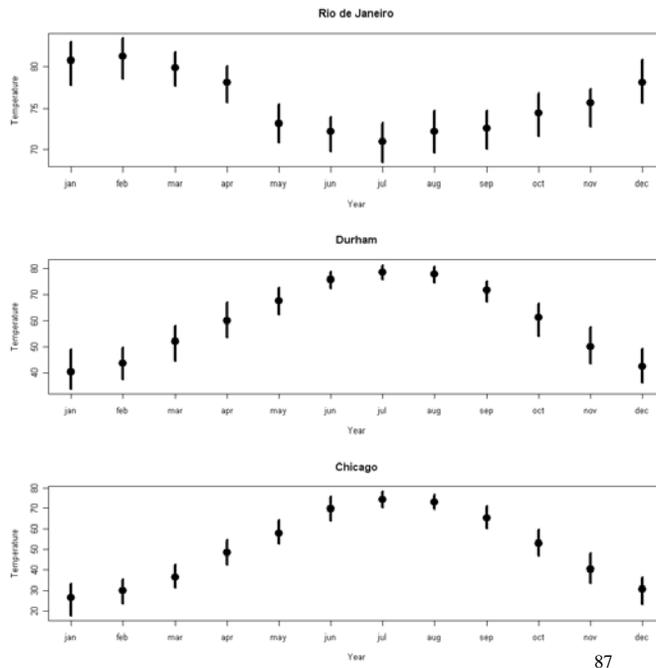 Rio de Janeiro
Temperature
80
75
70
jan feb mar apr may jun jul aug sep oct nov dec
Year
Durham
Temperature
80
70
60
50
40
jan feb mar apr may jun jul aug sep oct nov dec
Year
Chicago
Temperature
80
70
60
50
40
30
20
jan feb mar apr may jun jul aug sep oct nov dec
Year
87